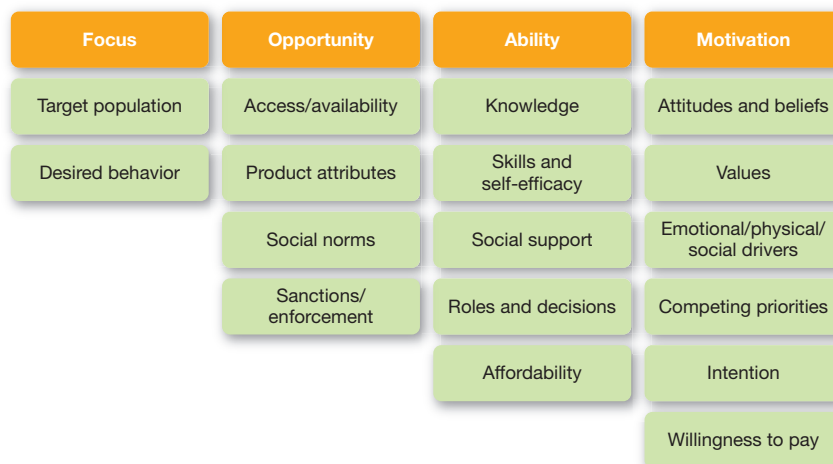 Focus
Target population
Desired behavior
Opportunity
Access/availability
Product attributes
Social norms
Sanctions/
enforcement
Ability
Knowledge
Skills and
self-efficacy
Social support
Roles and decisions
Affordability
Motivation
Attitudes and beliefs
Values
Emotional/physical/
social drivers
Competing priorities
Intention
Willingness to pay